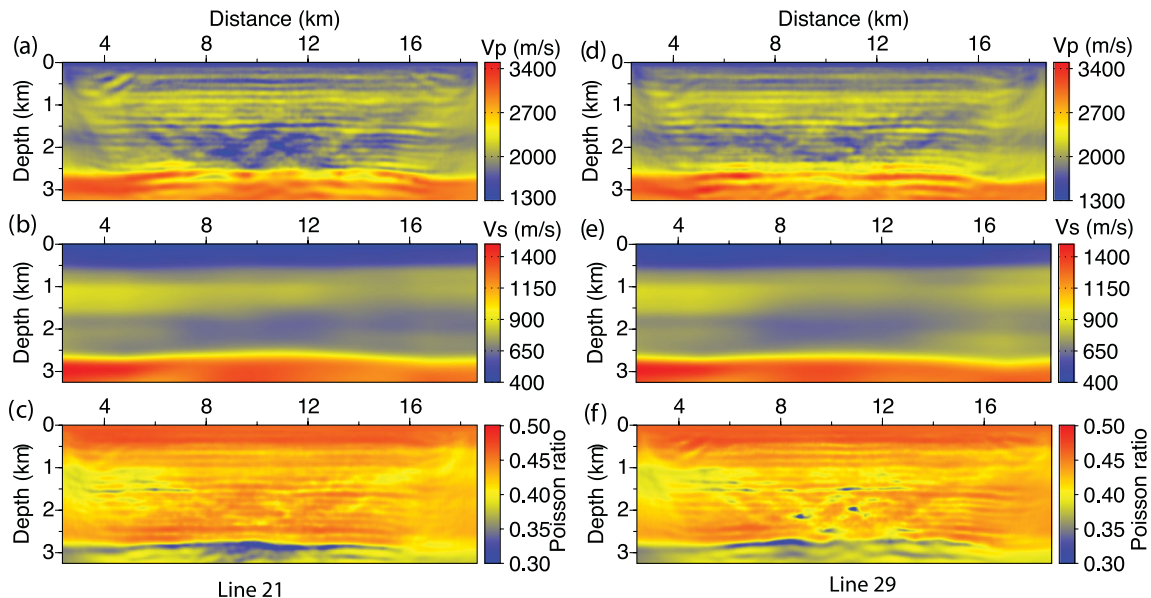 Distance (km)
Distance (km)
(a)
4 8 12 16
Vp (m/s)
0
1
2
3
Depth (km)
3400
2700
2000
1300
(d)
4 8 12 16
Vp (m/s)
0
1
2
3
Depth (km)
3400
2700
2000
1300
(b)
4 8 12 16
Vs (m/s)
0
1
2
3
Depth (km)
1400
1150
900
650
400
(e)
4 8 12 16
Vs (m/s)
0
1
2
3
Depth (km)
1400
1150
900
650
400
(c)
4 8 12 16
0
1
2
3
Depth (km)
0.50
0.45
0.40
0.35
0.30
Poisson ratio
(f)
4 8 12 16
0
1
2
3
Depth (km)
0.50
0.45
0.40
0.35
0.30
Poisson ratio
Line 21
Line 29